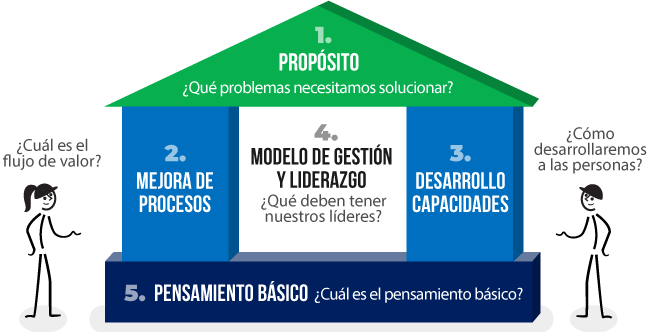 1.
PROPÓSITO
¿Qué problemas necesitamos solucionar?
¿Cuál es el
flujo de valor?
2.
MEJORA DE
PROCESOS
4.
MODELO DE GESTIÓN
Y LIDERAZGO
¿Qué deben tener
nuestros líderes?
3.
DESARROLLO
CAPACIDADES
¿Cómo
desarrollaremos
a las personas?
5. PENSAMIENTO BÁSICO ¿Cuál es el pensamiento básico?